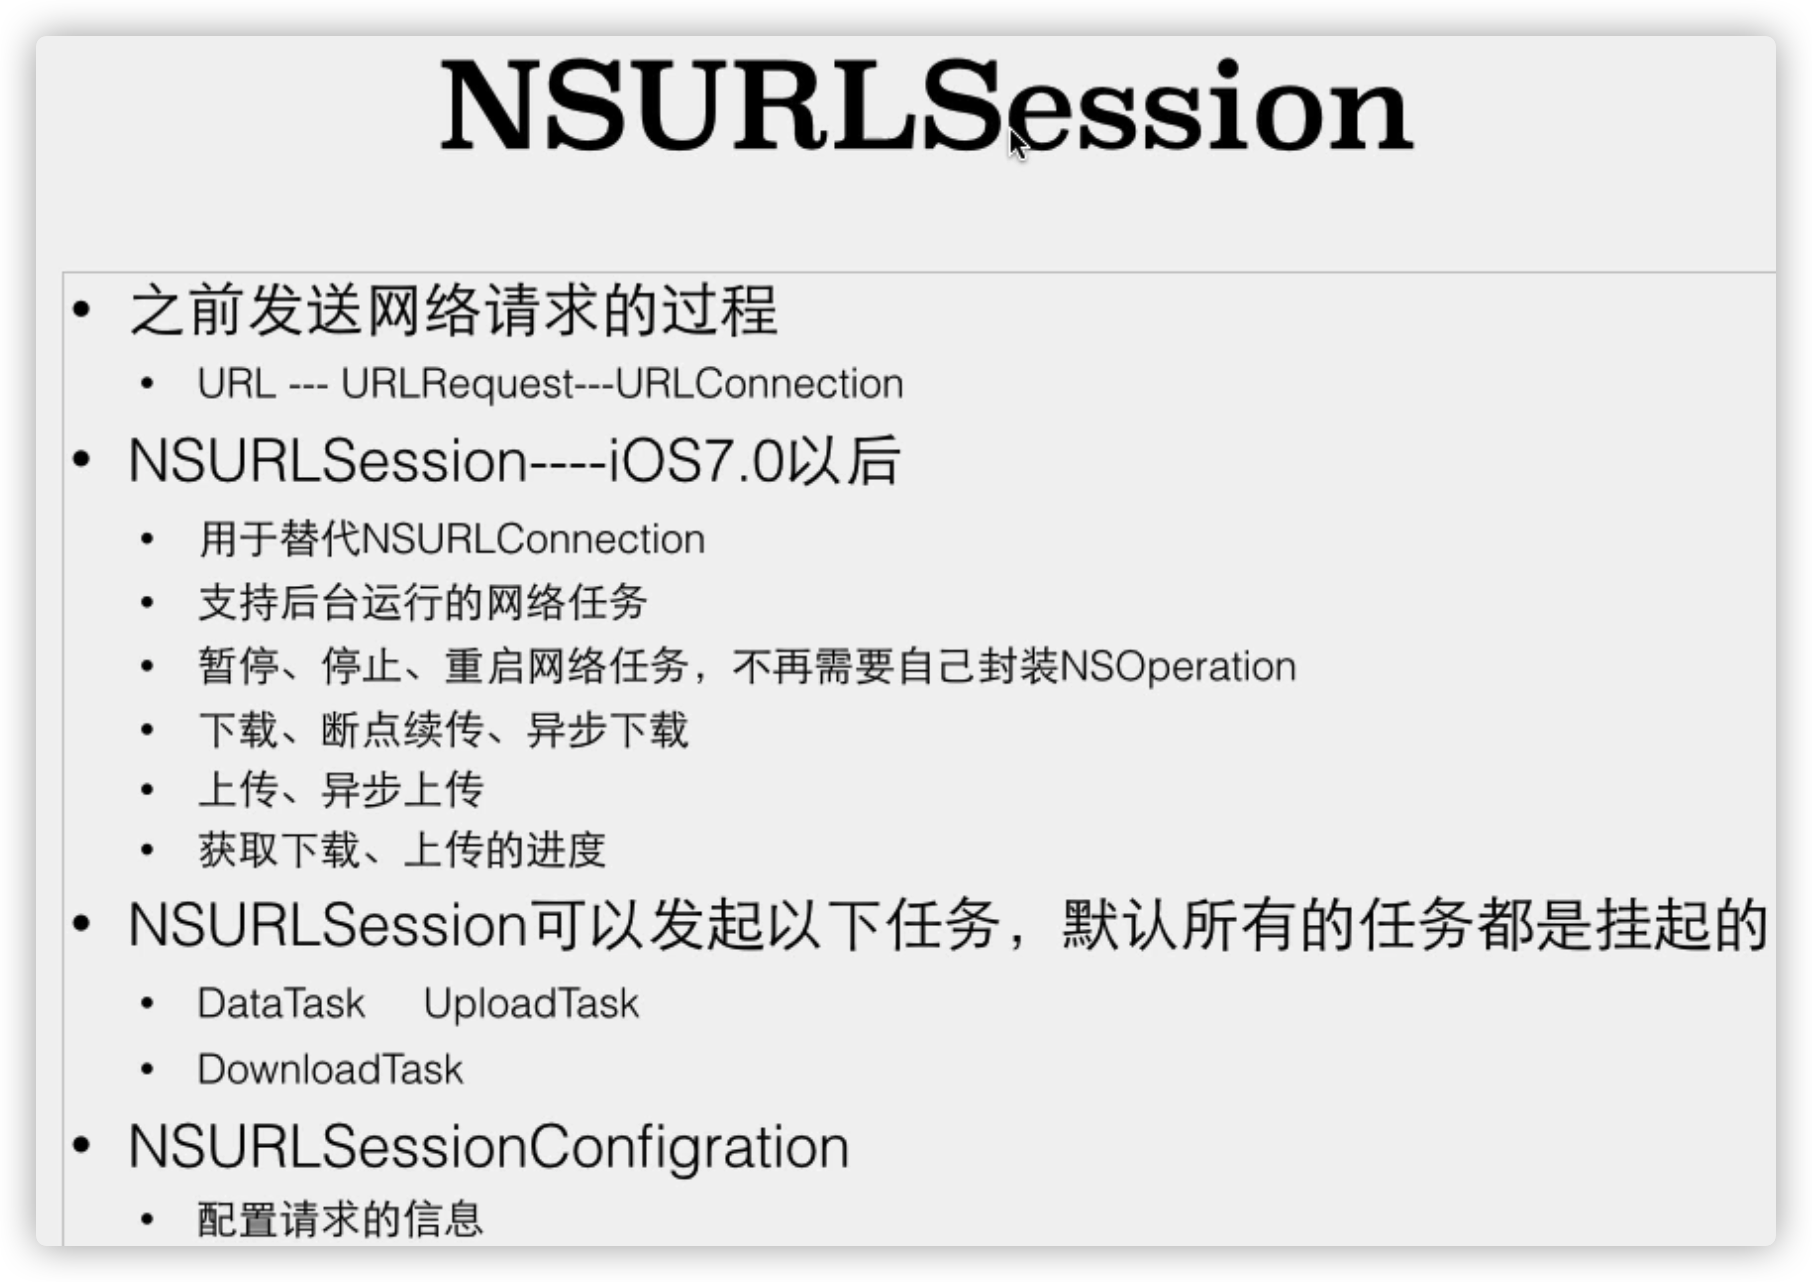 NSURLSession
• 之前发送网络请求的过程
• URL --- URLRequest---URLConnection
• NSURLSession----iOS7.0以后
• 用于替代NSURLConnection
• 支持后台运行的网络任务
• 暂停、停止、重启网络任务，不再需要自己封装NSOperation
• 下载、断点续传、异步下载
• 上传、异步上传
• 获取下载、上传的进度
• NSURLSession可以发起以下任务，默认所有的任务都是挂起的
• DataTask UploadTask
• DownloadTask
• NSURLSessionConfigration
• 配置请求的信息